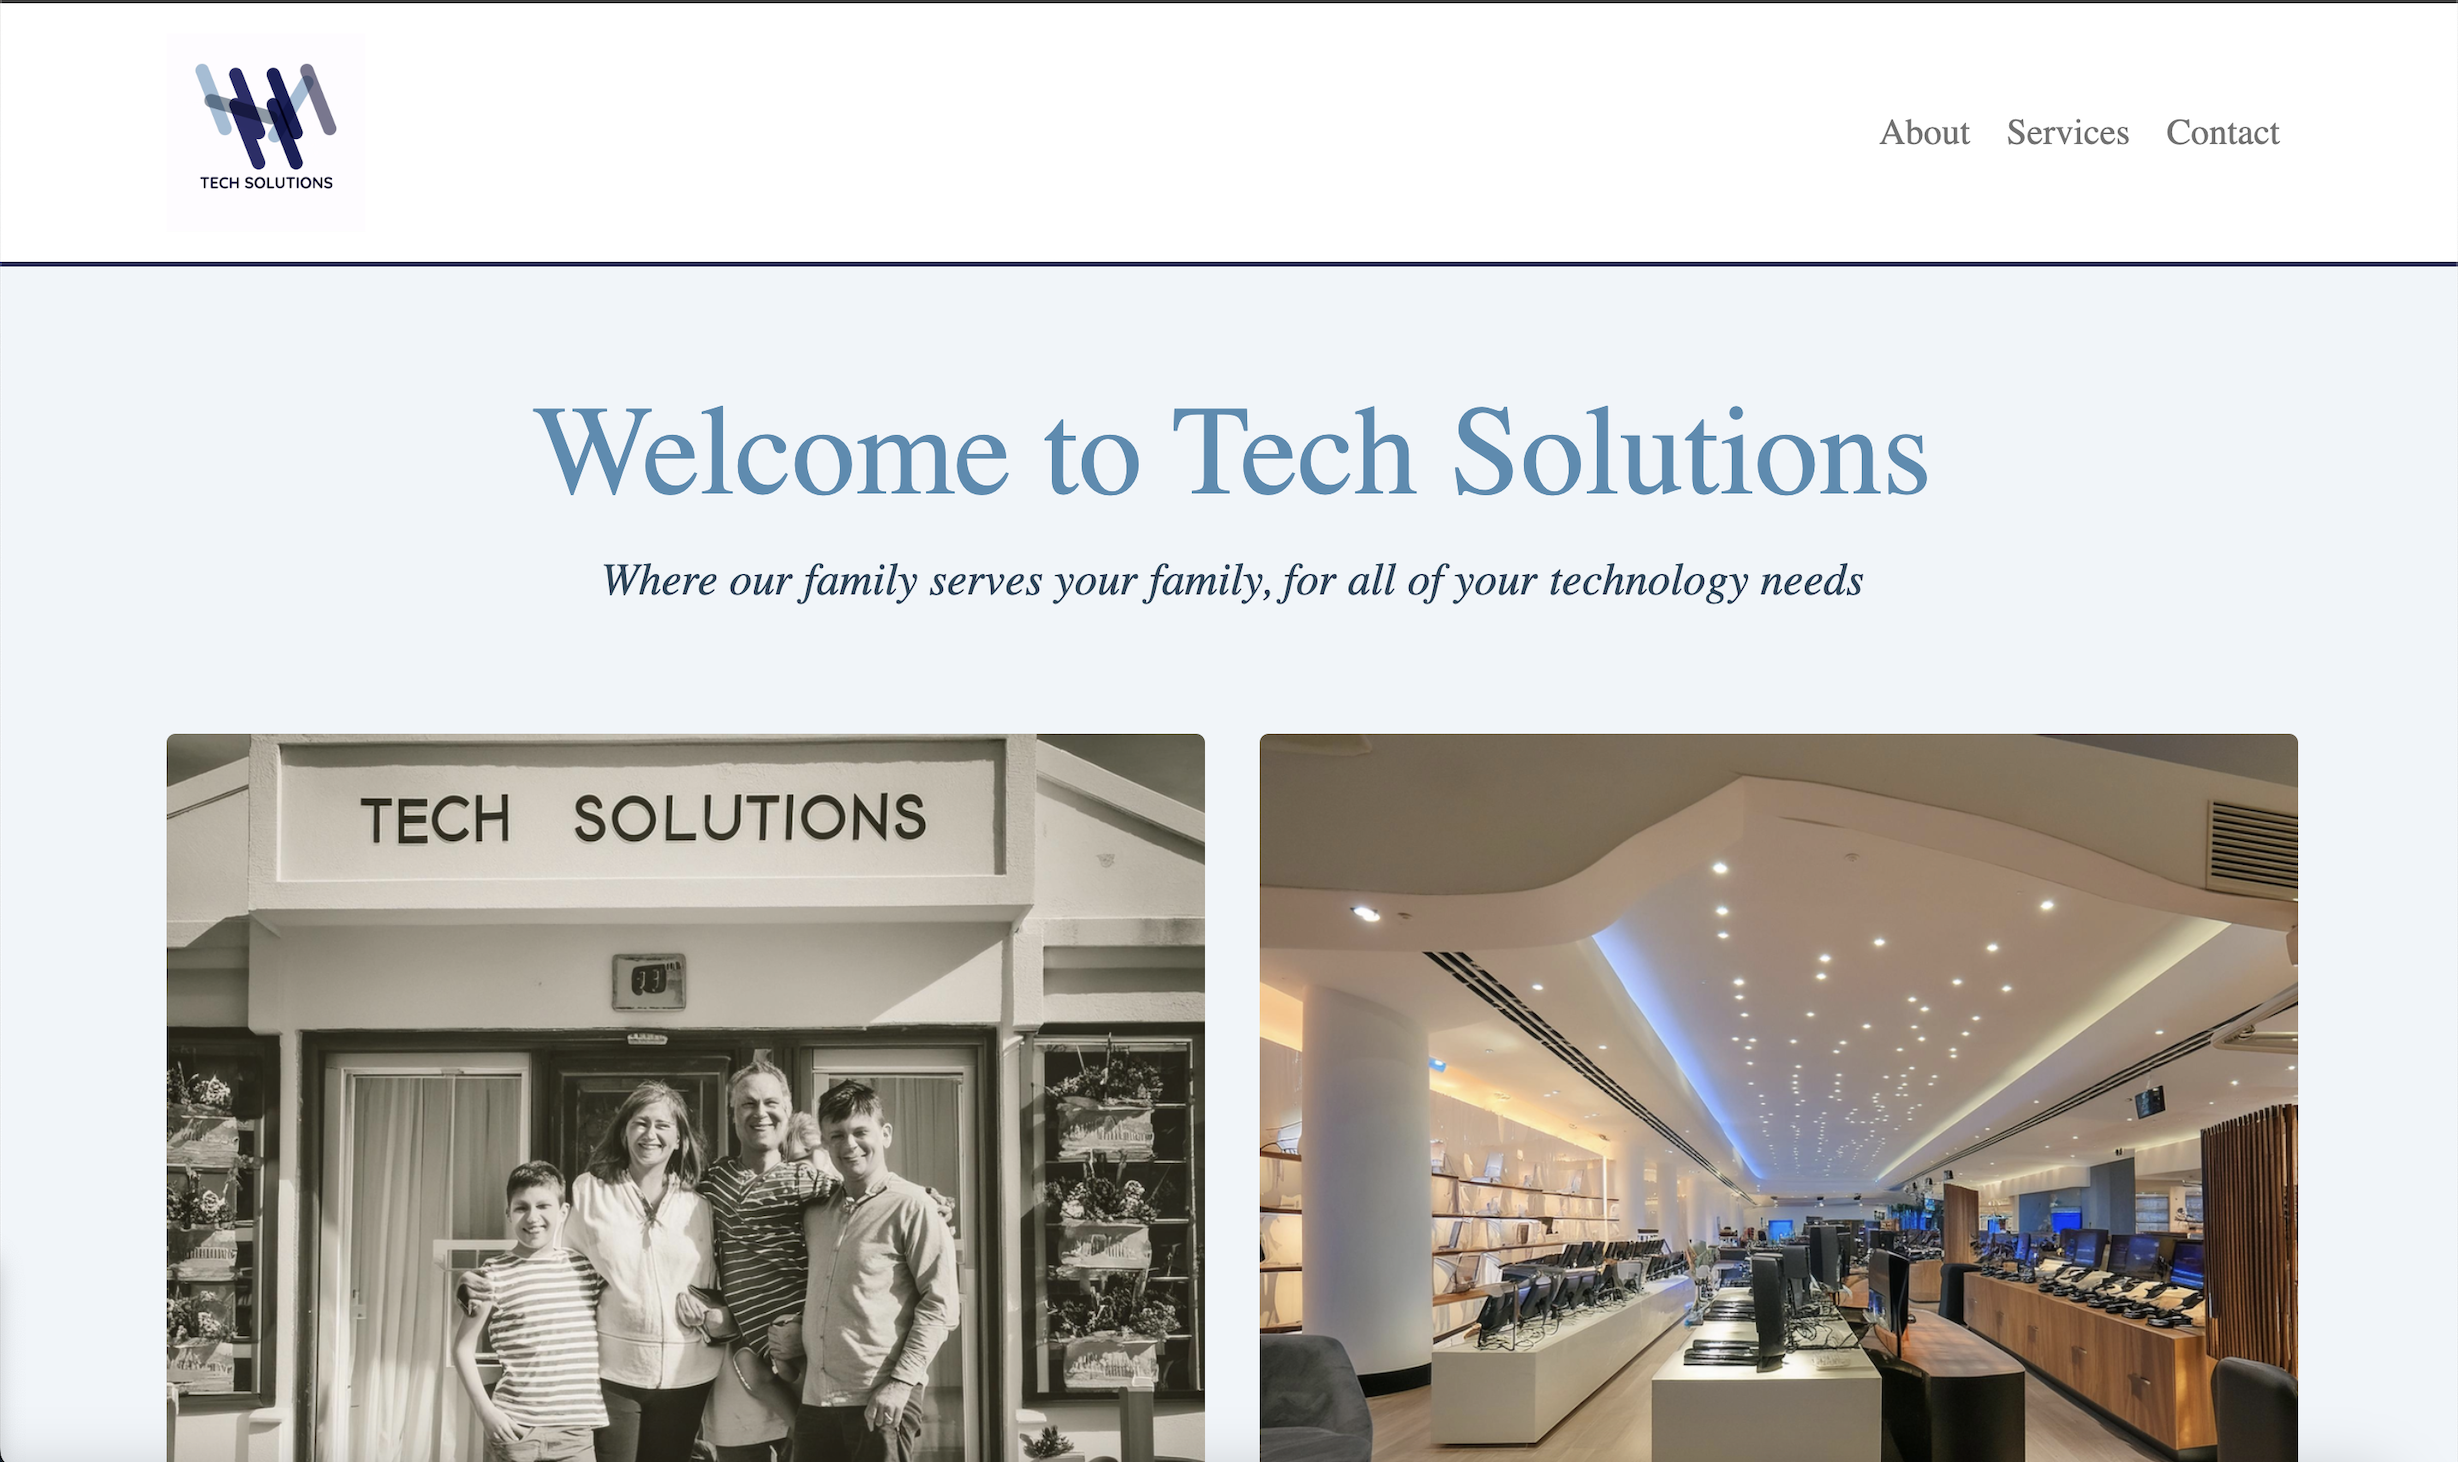 TECH SOLUTIONS
About Services Contact
Welcome to Tech Solutions
Where our family serves your family, for all of your technology needs
TECH SOLUTIONS